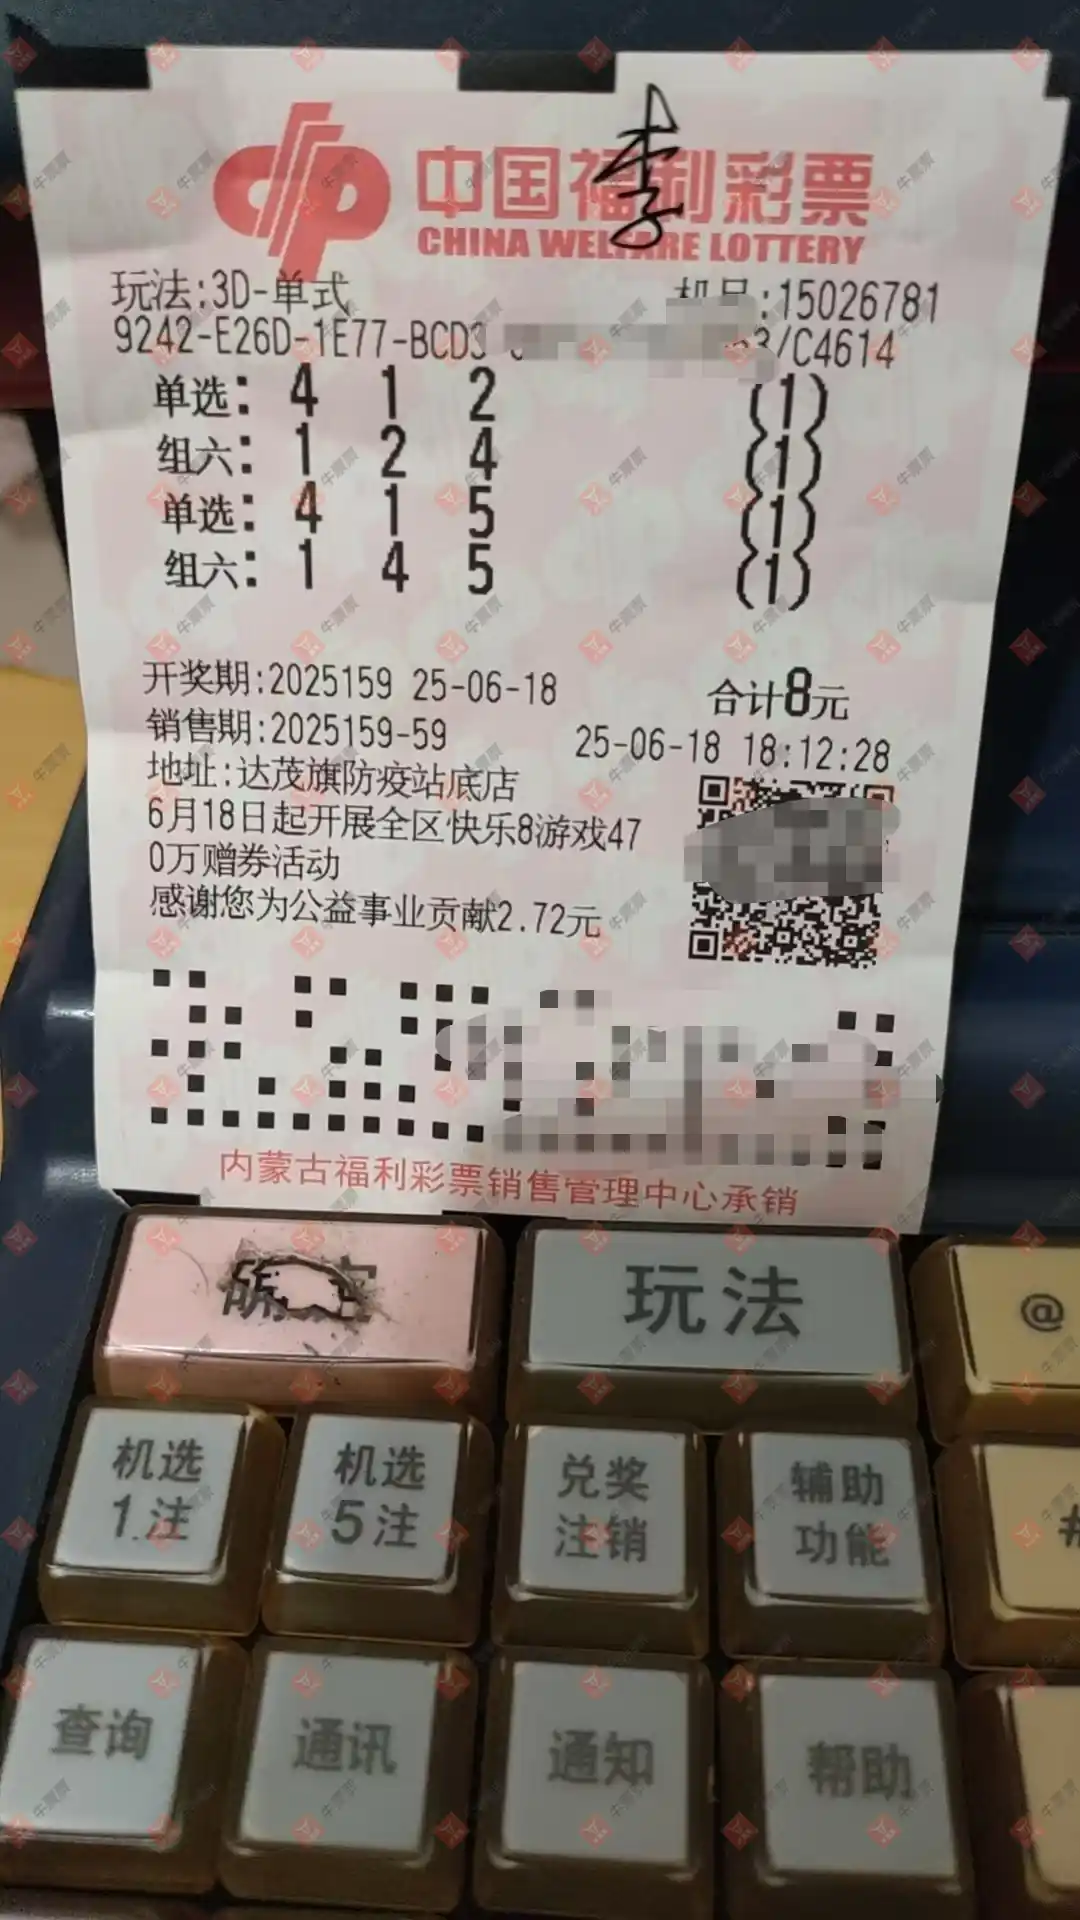 李
中国福利彩票
CHINA WELFARE LOTTERY
玩法:3D-单式 机号:15026781
9242-E26D-1E77-BCD3 /C4614
单选: 4 1 2 (1)
组六: 1 2 4 (1)
单选: 4 1 5 (1)
组六: 1 4 5 (1)
开奖期:2025159 25-06-18 合计8元
销售期:2025159-59 25-06-18 18:12:28
地址:达茂旗防疫站底店
6月18日起开展全区快乐8游戏47
0万赠券活动
感谢您为公益事业贡献2.72元
内蒙古福利彩票销售管理中心承销
玩法
@
机选
1注
机选
5注
兑奖
注销
辅助
功能
#
查询
通讯
通知
帮助
牛票票